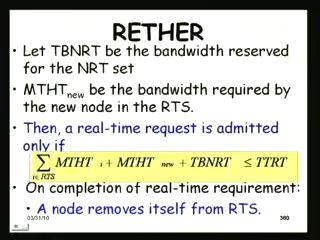 RETHER
• Let TBNRT be the bandwidth reserved
for the NRT set
• MTHTnew be the bandwidth required by
the new node in the RTS.
• Then, a real-time request is admitted
only if
∑ MTHT i + MTHT new + TBNRT ≤ TTRT
i∈ RTS
• On completion of real-time requirement:
• A node removes itself from RTS.
03/31/10 360